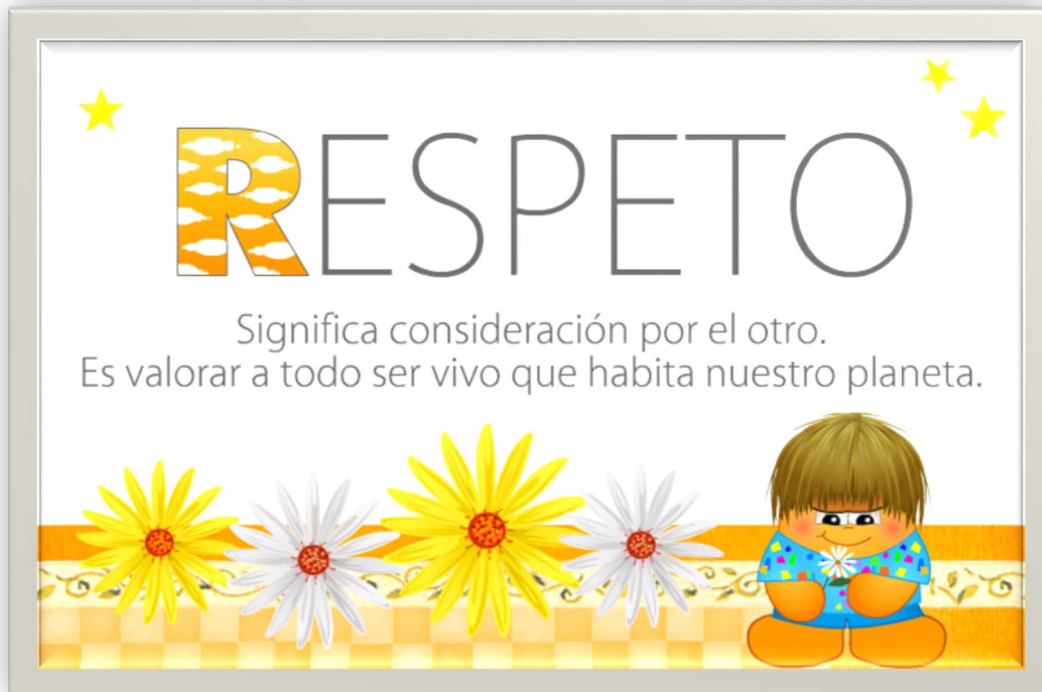 RESPETO
Significa consideración por el otro.
Es valorar a todo ser vivo que habita nuestro planeta.